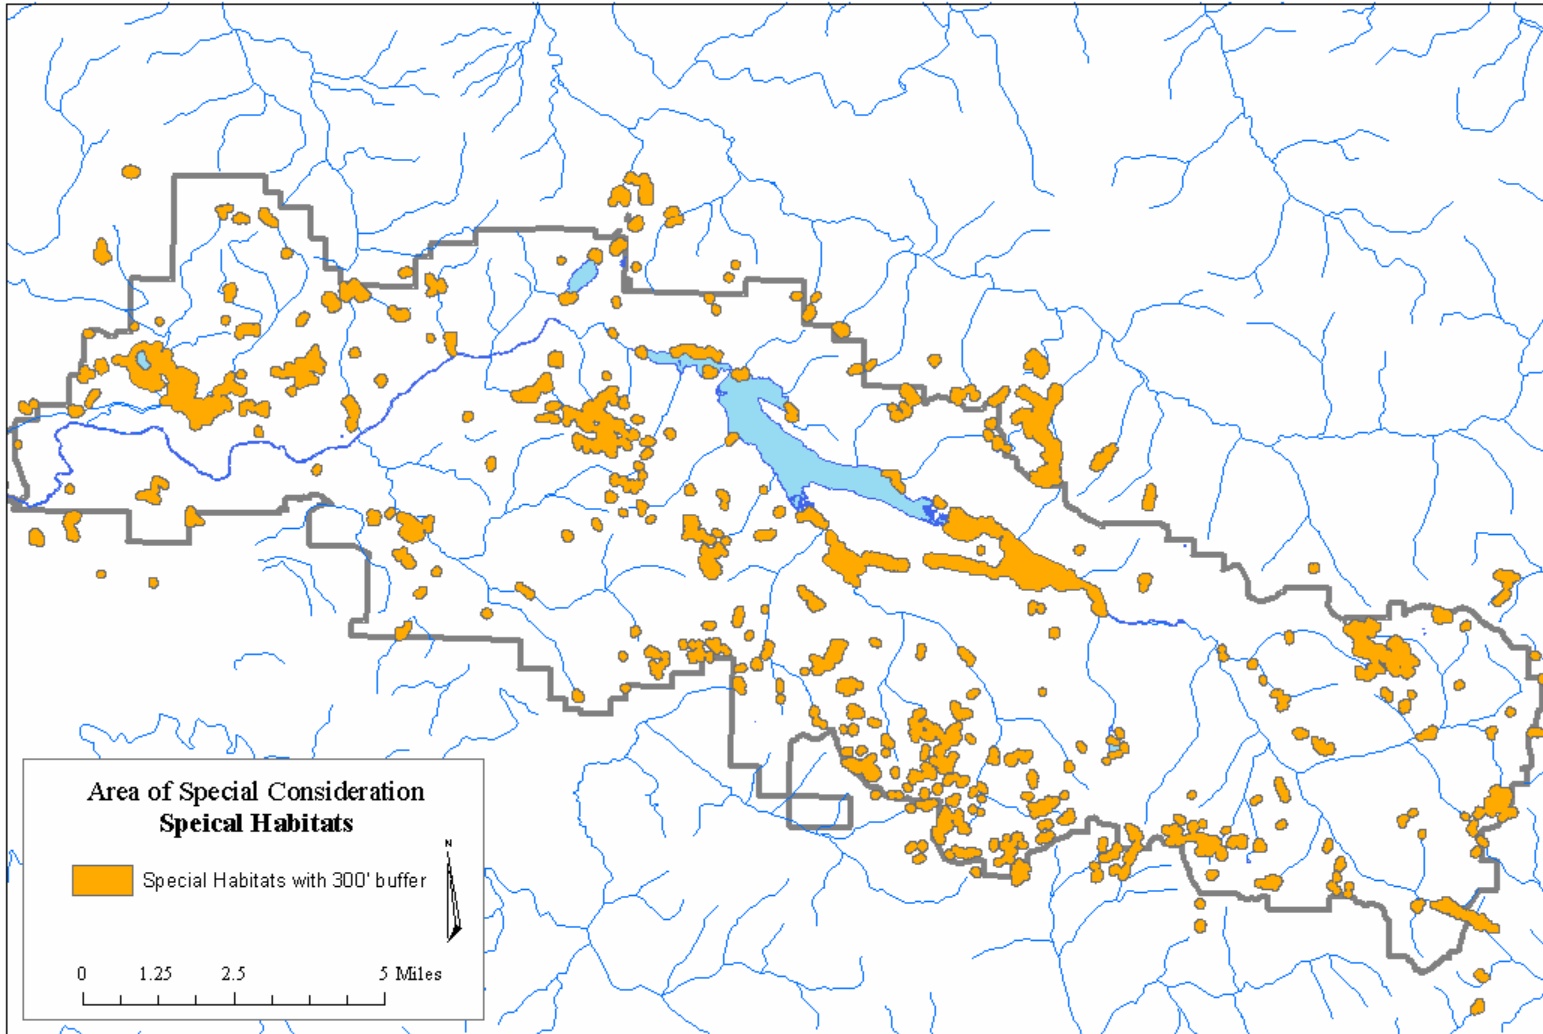 Area of Special Consideration
Speical Habitats
N
Special Habitats with 300' buffer
0 1.25 2.5 5 Miles